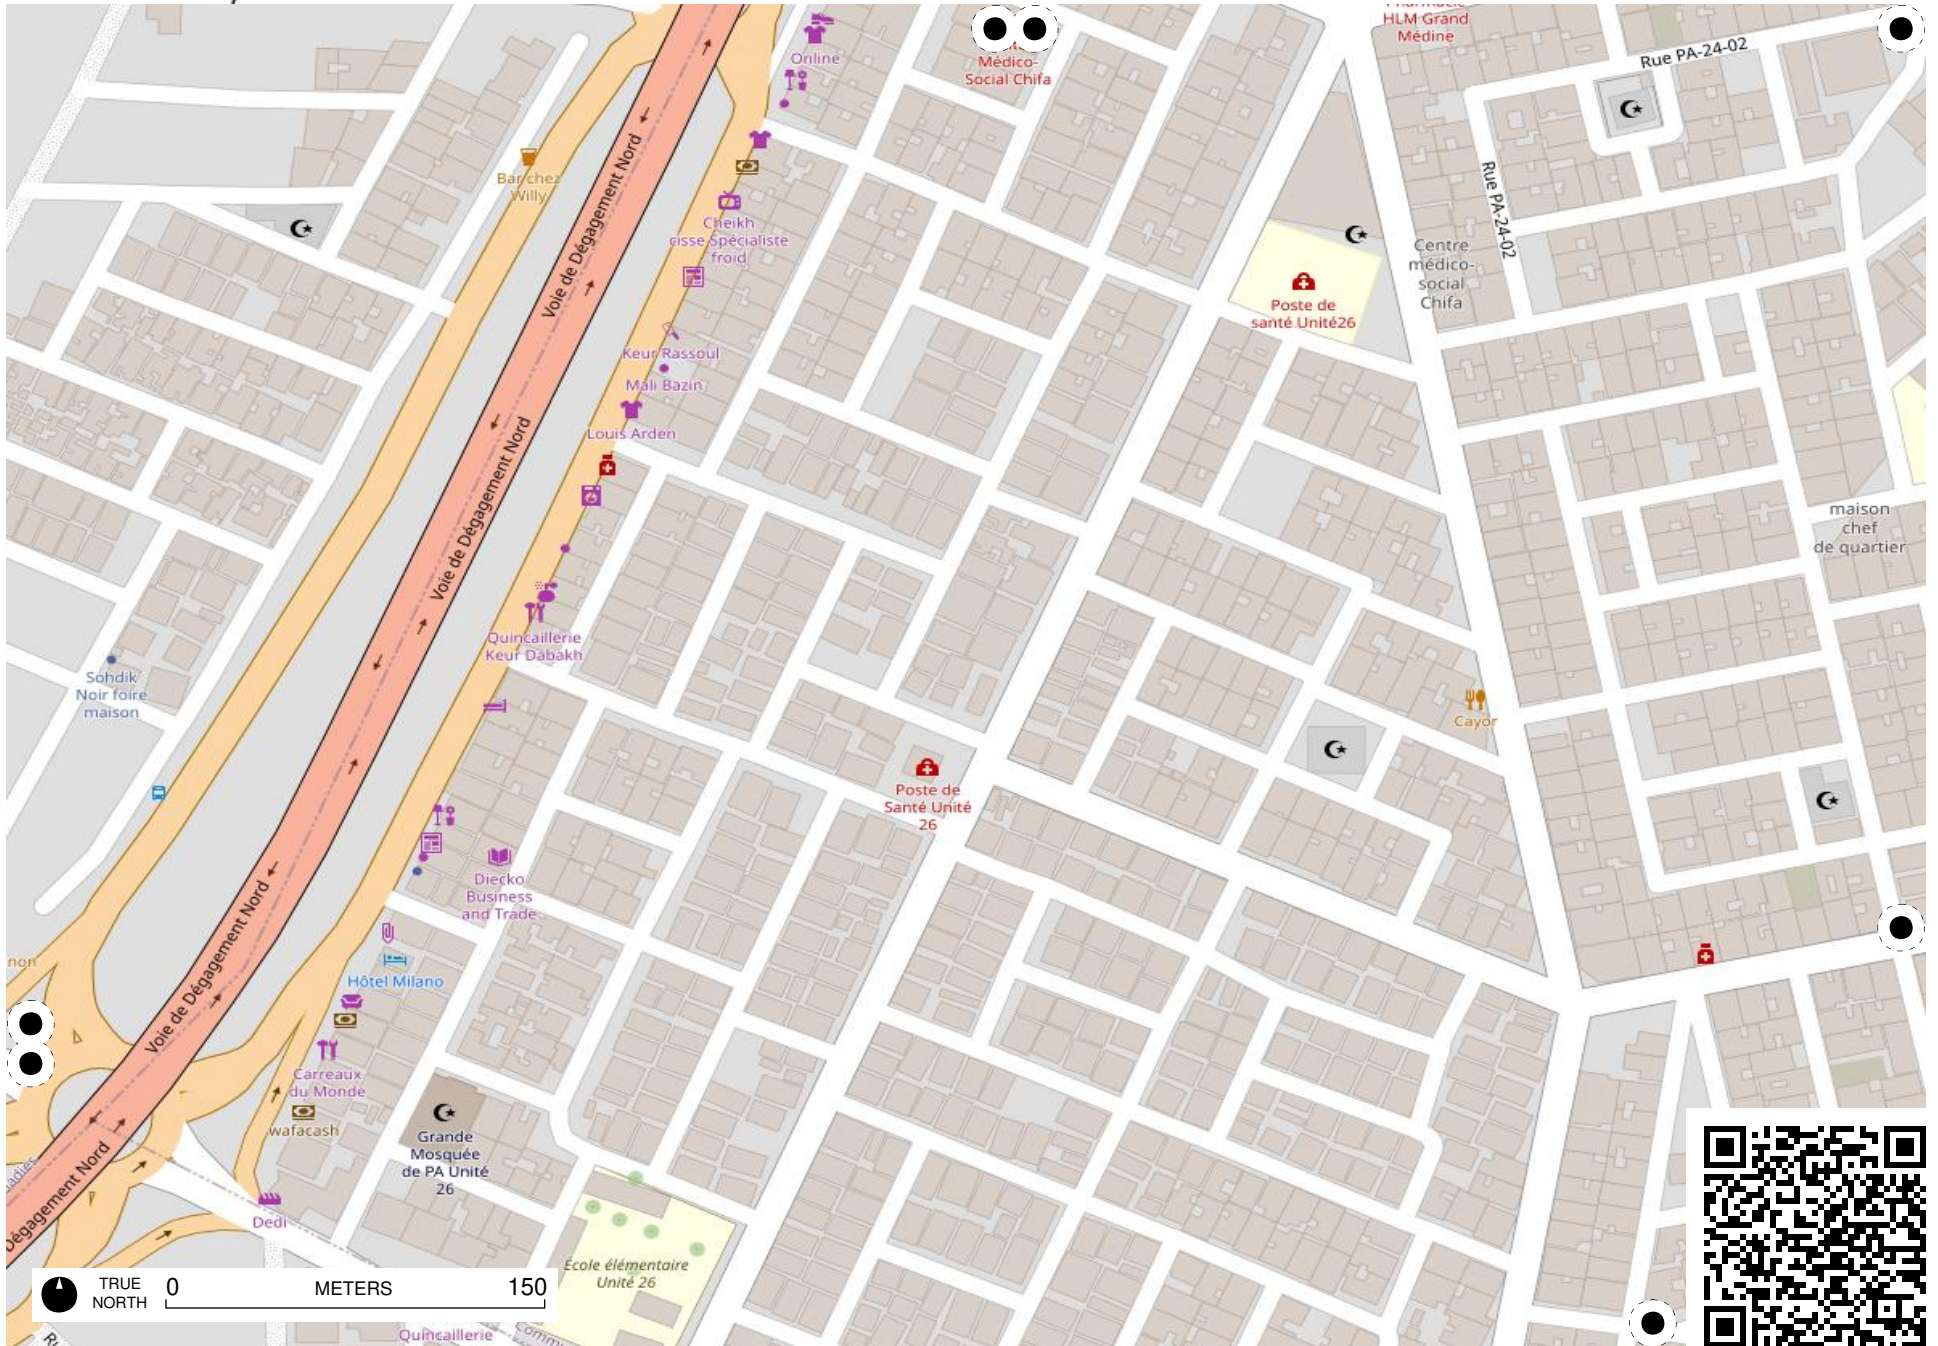 HLM Grand
Médine
Médico-
Social Chifa
Online
Rue PA-24-02
Bar chez
Willy
Voie de Dégagement Nord
Cheikh
cisse Spécialiste
froid
Rue PA-24-02
Centre
médico-
social
Chifa
Poste de
santé Unité26
Keur Rassoul
Mali Bazin
Louis Arden
Voie de Dégagement Nord
maison
chef
de quartier
Quincaillerie
Keur Dabakh
Sohdik
Noir foire
maison
Cayor
Poste de
Santé Unité
26
Diecko
Business
and Trade
Voie de Dégagement Nord
non
Hôtel Milano
Carreaux
du Monde
wafacash
Grande
Mosquée
de PA Unité
26
Dégagement Nord
Dedi
École élémentaire
Unité 26
TRUE
NORTH
0 METERS 150
Quincaillerie